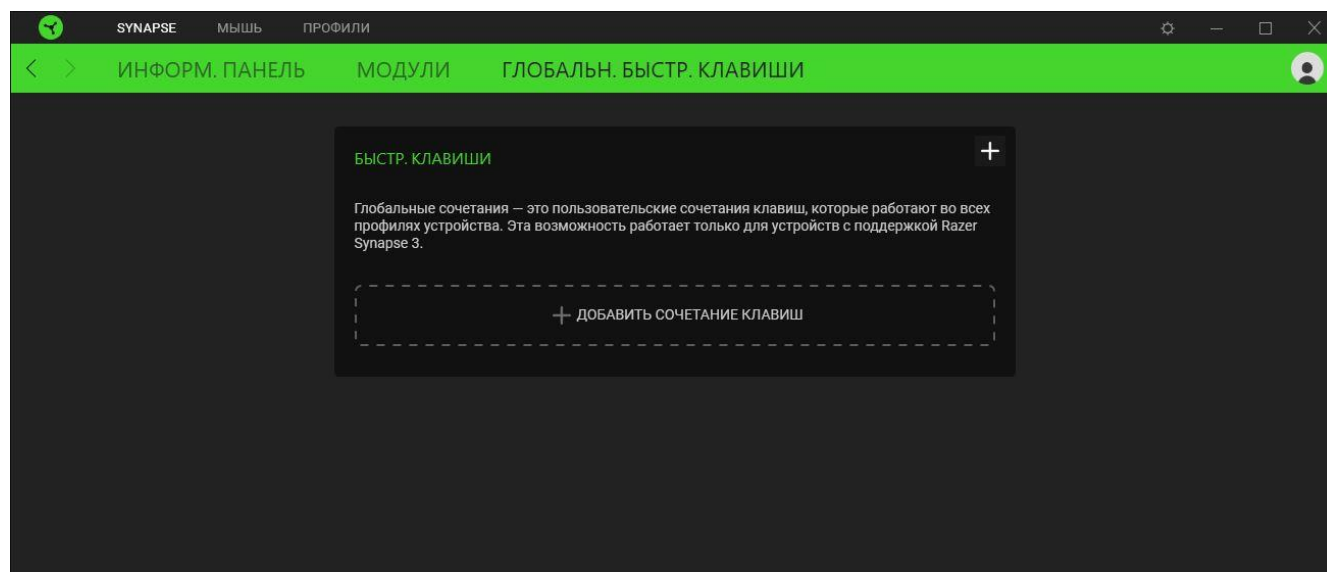 SYNAPSE МЫШЬ ПРОФИЛИ
ИНФОРМ. ПАНЕЛЬ МОДУЛИ ГЛОБАЛЬН. БЫСТР. КЛАВИШИ
БЫСТР. КЛАВИШИ
Глобальные сочетания — это пользовательские сочетания клавиш, которые работают во всех
профилях устройства. Эта возможность работает только для устройств с поддержкой Razer
Synapse 3.
ДОБАВИТЬ СОЧЕТАНИЕ КЛАВИШ